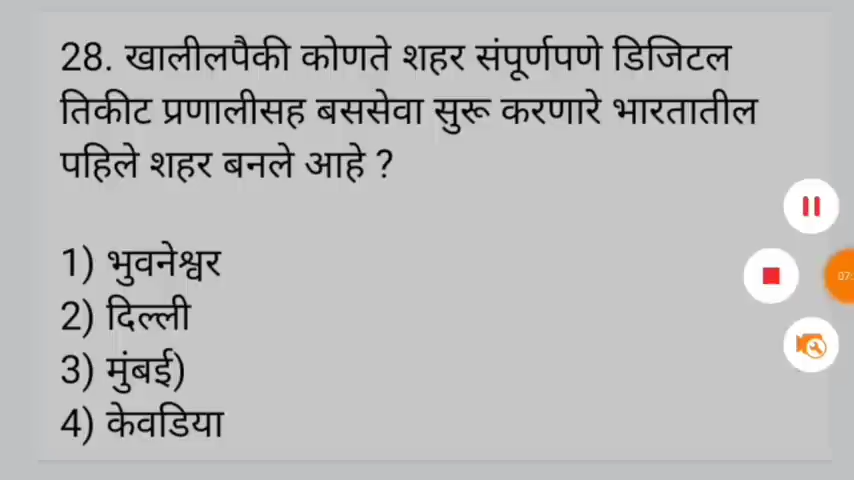 28. खालीलपैकी कोणते शहर संपूर्णपणे डिजिटल
तिकीट प्रणालीसह बससेवा सुरू करणारे भारतातील
पहिले शहर बनले आहे ?
1) भुवनेश्वर
2) दिल्ली
3) मुंबई)
4) केवडिया
07: